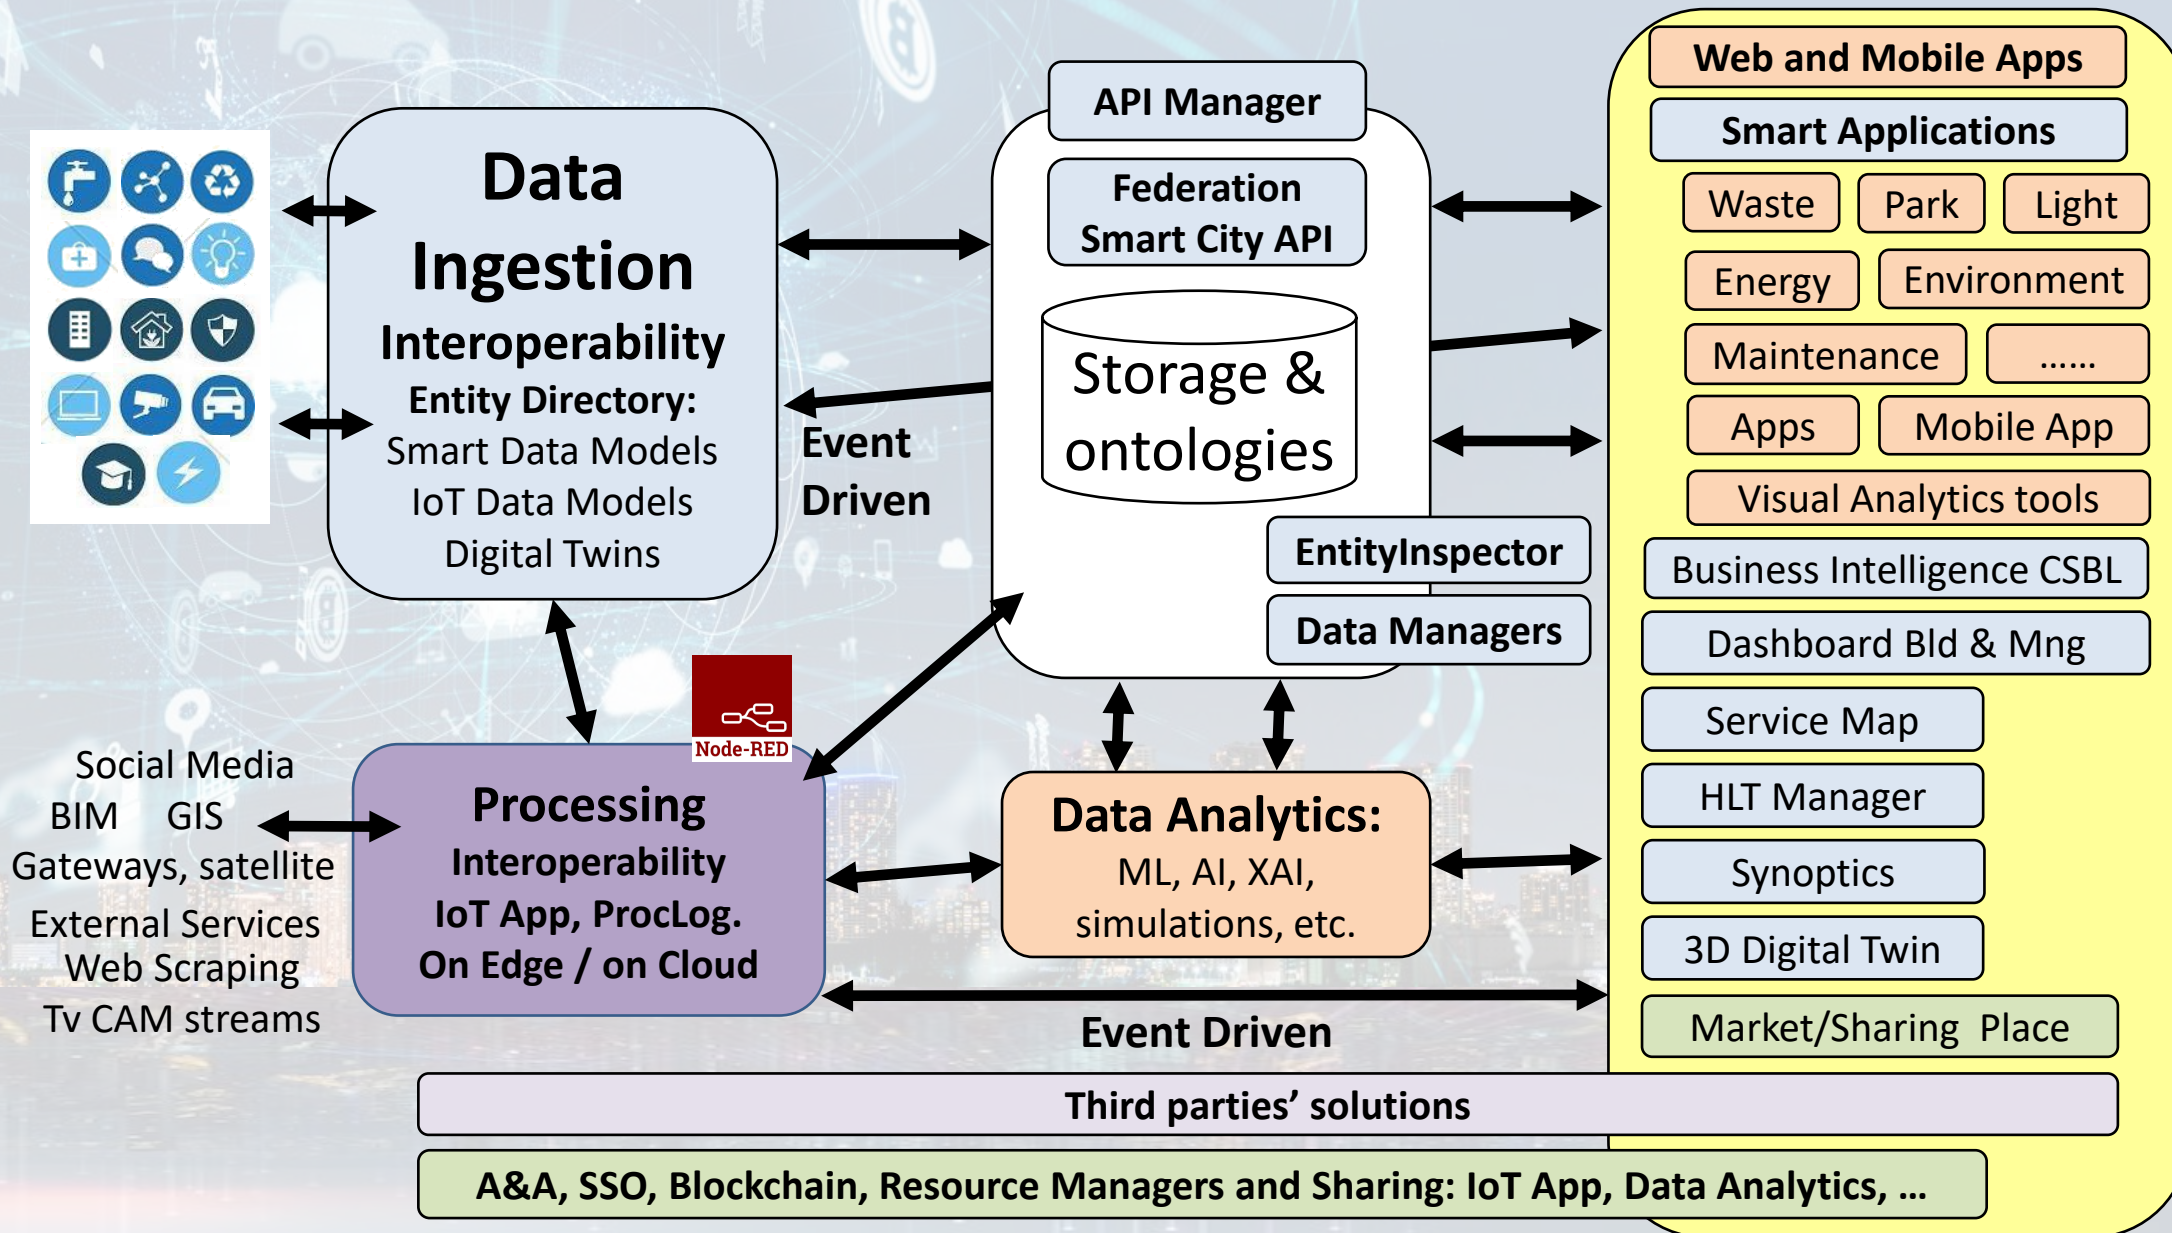 Data
Ingestion
Interoperability
Entity Directory:
Smart Data Models
IoT Data Models
Digital Twins
Event
Driven
API Manager
Federation
Smart City API
Storage &
ontologies
EntityInspector
Data Managers
Node-RED
Social Media
BIM GIS
Gateways, satellite
External Services
Web Scraping
Tv CAM streams
Processing
Interoperability
IoT App, ProcLog.
On Edge / on Cloud
Data Analytics:
ML, AI, XAI,
simulations, etc.
Event Driven
Web and Mobile Apps
Smart Applications
Waste Park Light
Energy Environment
Maintenance ......
Apps Mobile App
Visual Analytics tools
Business Intelligence CSBL
Dashboard Bld & Mng
Service Map
HLT Manager
Synoptics
3D Digital Twin
Market/Sharing Place
Third parties’ solutions
A&A, SSO, Blockchain, Resource Managers and Sharing: IoT App, Data Analytics, …